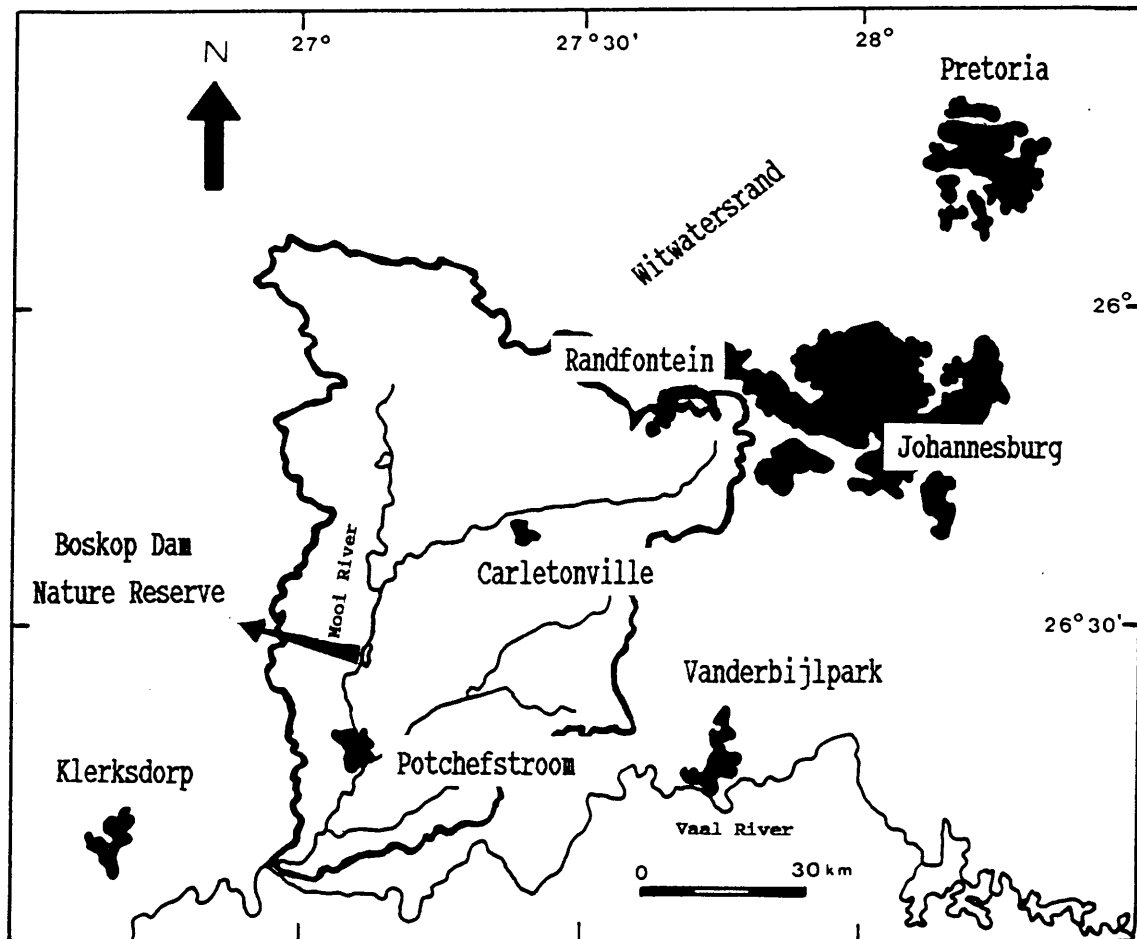 27°
27°30'
28°
N
Pretoria
Witwatersrand
26°
Randfontein
Johannesburg
Boskop Dam
Nature Reserve
Mooi River
Carletonville
26°30'
Vanderbijlpark
Klerksdorp
Potchefstroom
Vaal River
0 30 km